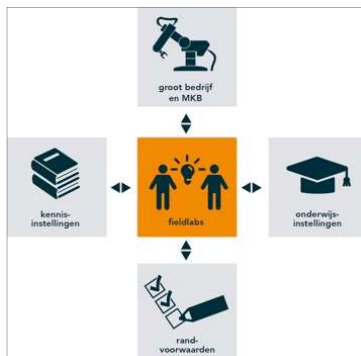 groot bedrijf
en MKB
kennis-
instellingen
fieldlabs
onderwijs-
instellingen
rand-
voorwaarden